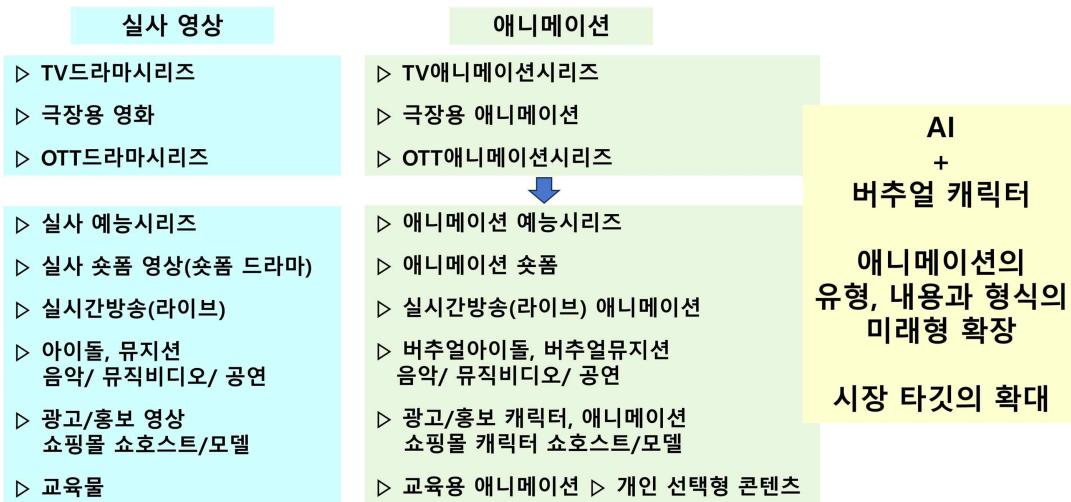 실사 영상
▷ TV드라마시리즈
▷ 극장용 영화
▷ OTT드라마시리즈
▷ 실사 예능시리즈
▷ 실사 숏폼 영상(숏폼 드라마)
▷ 실시간방송(라이브)
▷ 아이돌, 뮤지션
음악/ 뮤직비디오/ 공연
▷ 광고/홍보 영상
쇼핑몰 쇼호스트/모델
▷ 교육물
애니메이션
▷ TV애니메이션시리즈
▷ 극장용 애니메이션
▷ OTT애니메이션시리즈
▷ 애니메이션 예능시리즈
▷ 애니메이션 숏폼
▷ 실시간방송(라이브) 애니메이션
▷ 버추얼아이돌, 버추얼뮤지션
음악/ 뮤직비디오/ 공연
▷ 광고/홍보 캐릭터, 애니메이션
쇼핑몰 캐릭터 쇼호스트/모델
▷ 교육용 애니메이션 ▷ 개인 선택형 콘텐츠
AI
+
버추얼 캐릭터
애니메이션의
유형, 내용과 형식의
미래형 확장
시장 타깃의 확대